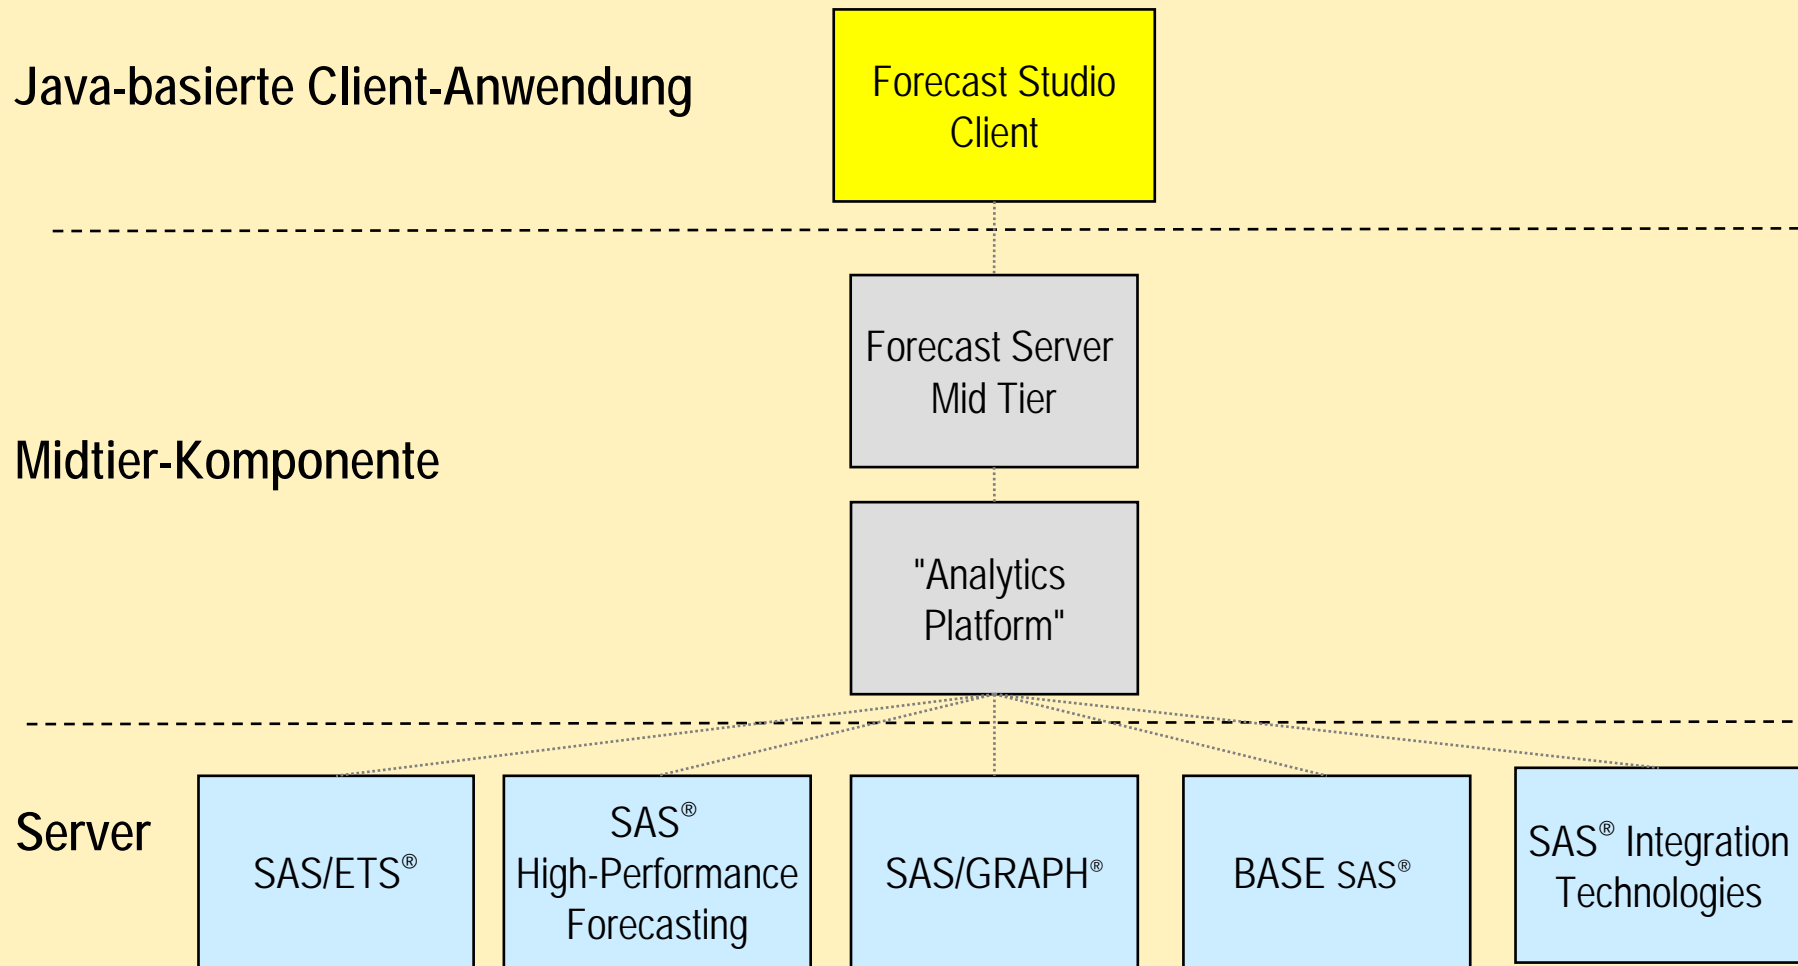 Java-basierte Client-Anwendung
Forecast Studio
Client
Forecast Server
Mid Tier
Midtier-Komponente
"Analytics
Platform"
Server
SAS/ETS®
SAS®
High-Performance
Forecasting
SAS/GRAPH®
BASE SAS®
SAS® Integration
Technologies